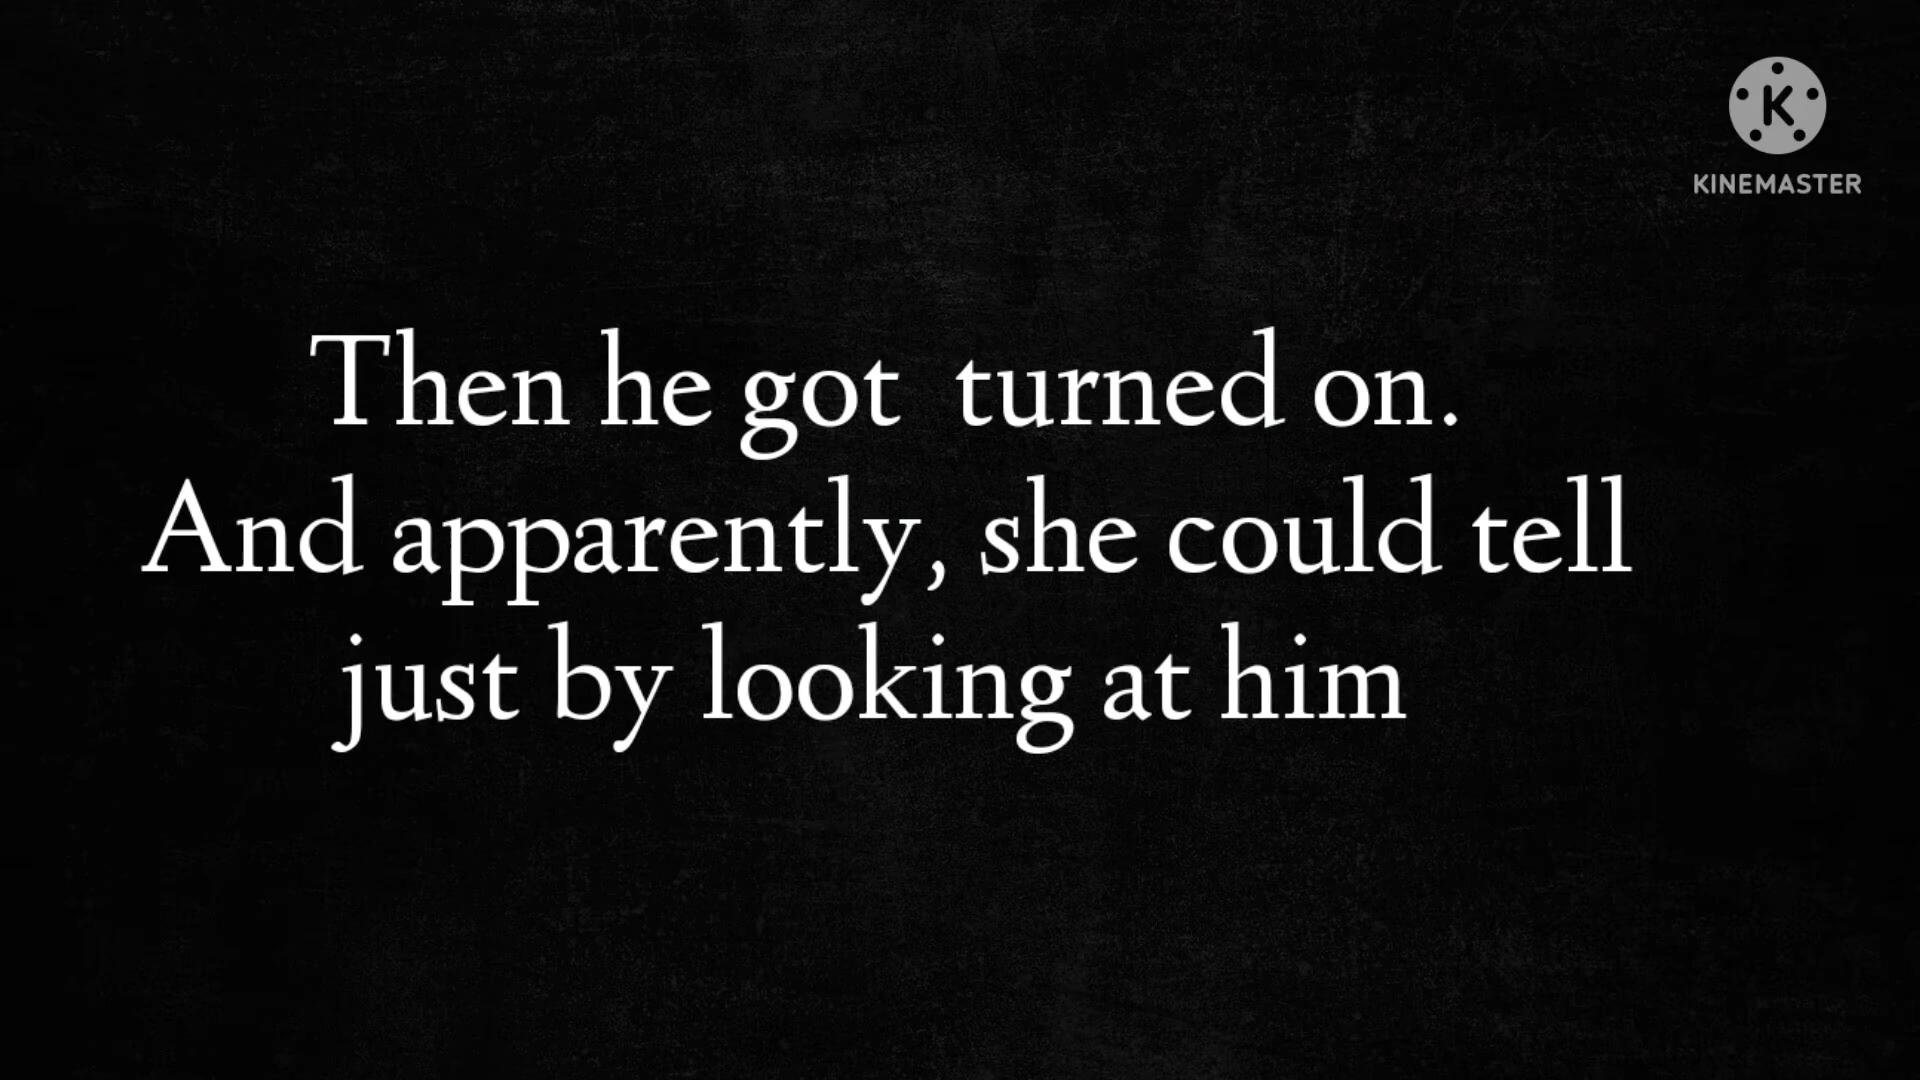 K
KINEMASTER
Then he got  turned on.
And apparently, she could tell
just by looking at him